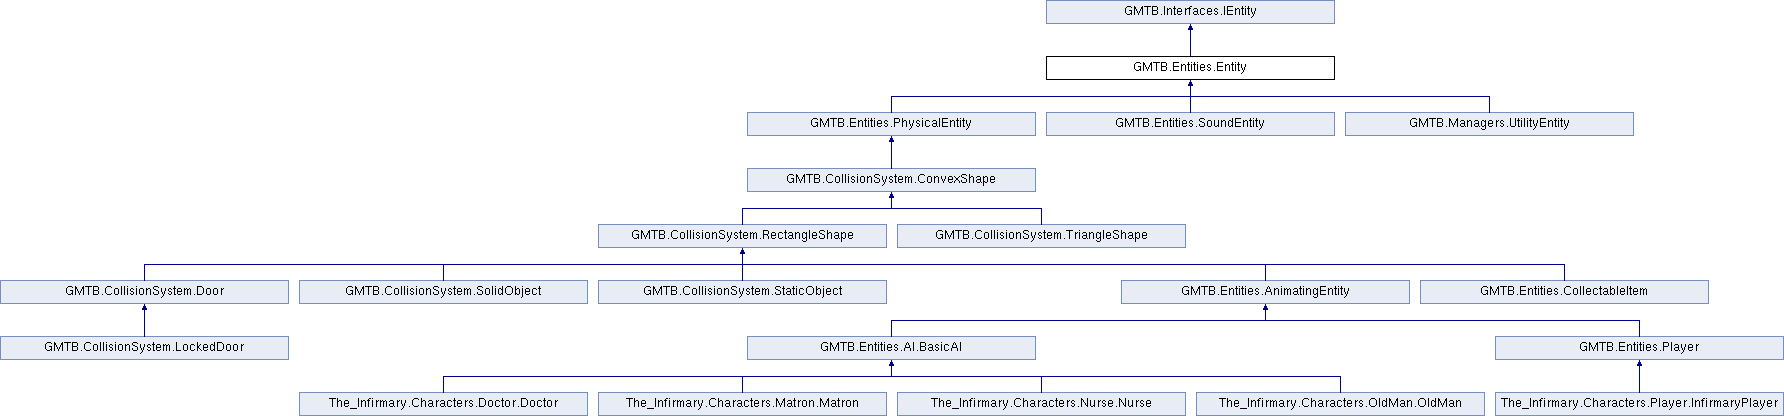 GMTB.Interfaces.IEntity
GMTB.Entities.Entity
GMTB.Entities.PhysicalEntity
GMTB.Entities.SoundEntity
GMTB.Managers.UtilityEntity
GMTB.CollisionSystem.ConvexShape
GMTB.CollisionSystem.RectangleShape
GMTB.CollisionSystem.TriangleShape
GMTB.CollisionSystem.Door
GMTB.CollisionSystem.SolidObject
GMTB.CollisionSystem.StaticObject
GMTB.Entities.AnimatingEntity
GMTB.Entities.CollectableItem
GMTB.CollisionSystem.LockedDoor
GMTB.Entities.AI.BasicAI
GMTB.Entities.Player
The_Infirmary.Characters.Doctor.Doctor
The_Infirmary.Characters.Matron.Matron
The_Infirmary.Characters.Nurse.Nurse
The_Infirmary.Characters.OldMan.OldMan
The_Infirmary.Characters.Player.InfirmaryPlayer